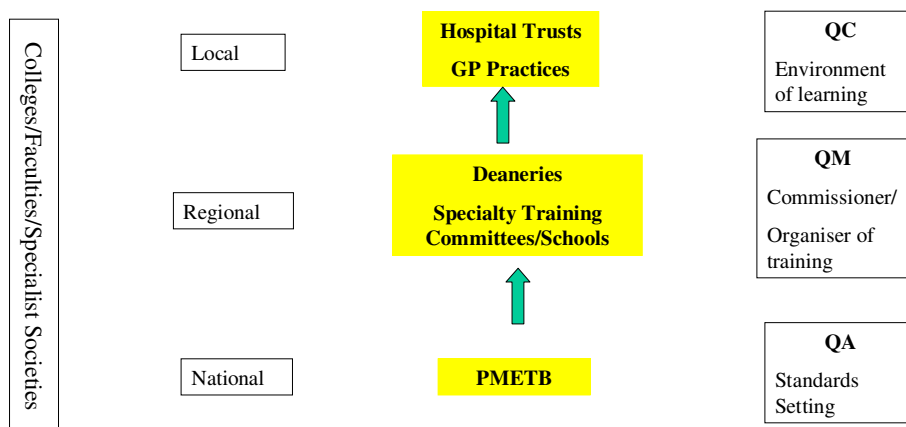 Colleges/Faculties/Specialist Societies
Local
Hospital Trusts
GP Practices
QC
Environment
of learning
Regional
Deaneries
Specialty Training
Committees/Schools
QM
Commissioner/
Organiser of
training
National
PMETB
QA
Standards
Setting